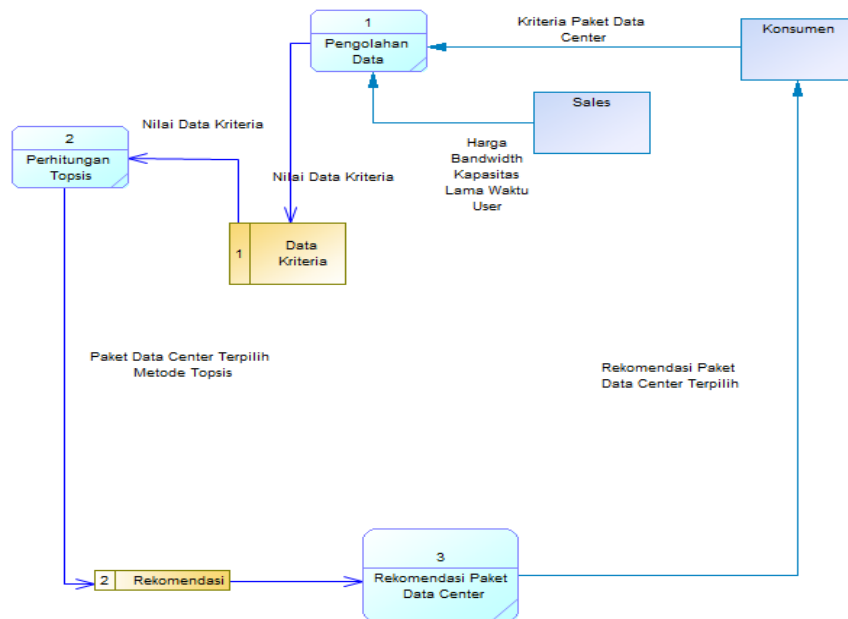 1
Pengolahan
Data
Kriteria Paket Data
Center
Konsumen
Sales
Harga
Bandwidth
Kapasitas
Lama Waktu
User
2
Perhitungan
Topsis
Nilai Data Kriteria
Nilai Data Kriteria
1
Data
Kriteria
Paket Data Center Terpilih
Metode Topsis
Rekomendasi Paket
Data Center Terpilih
2
Rekomendasi
3
Rekomendasi Paket
Data Center